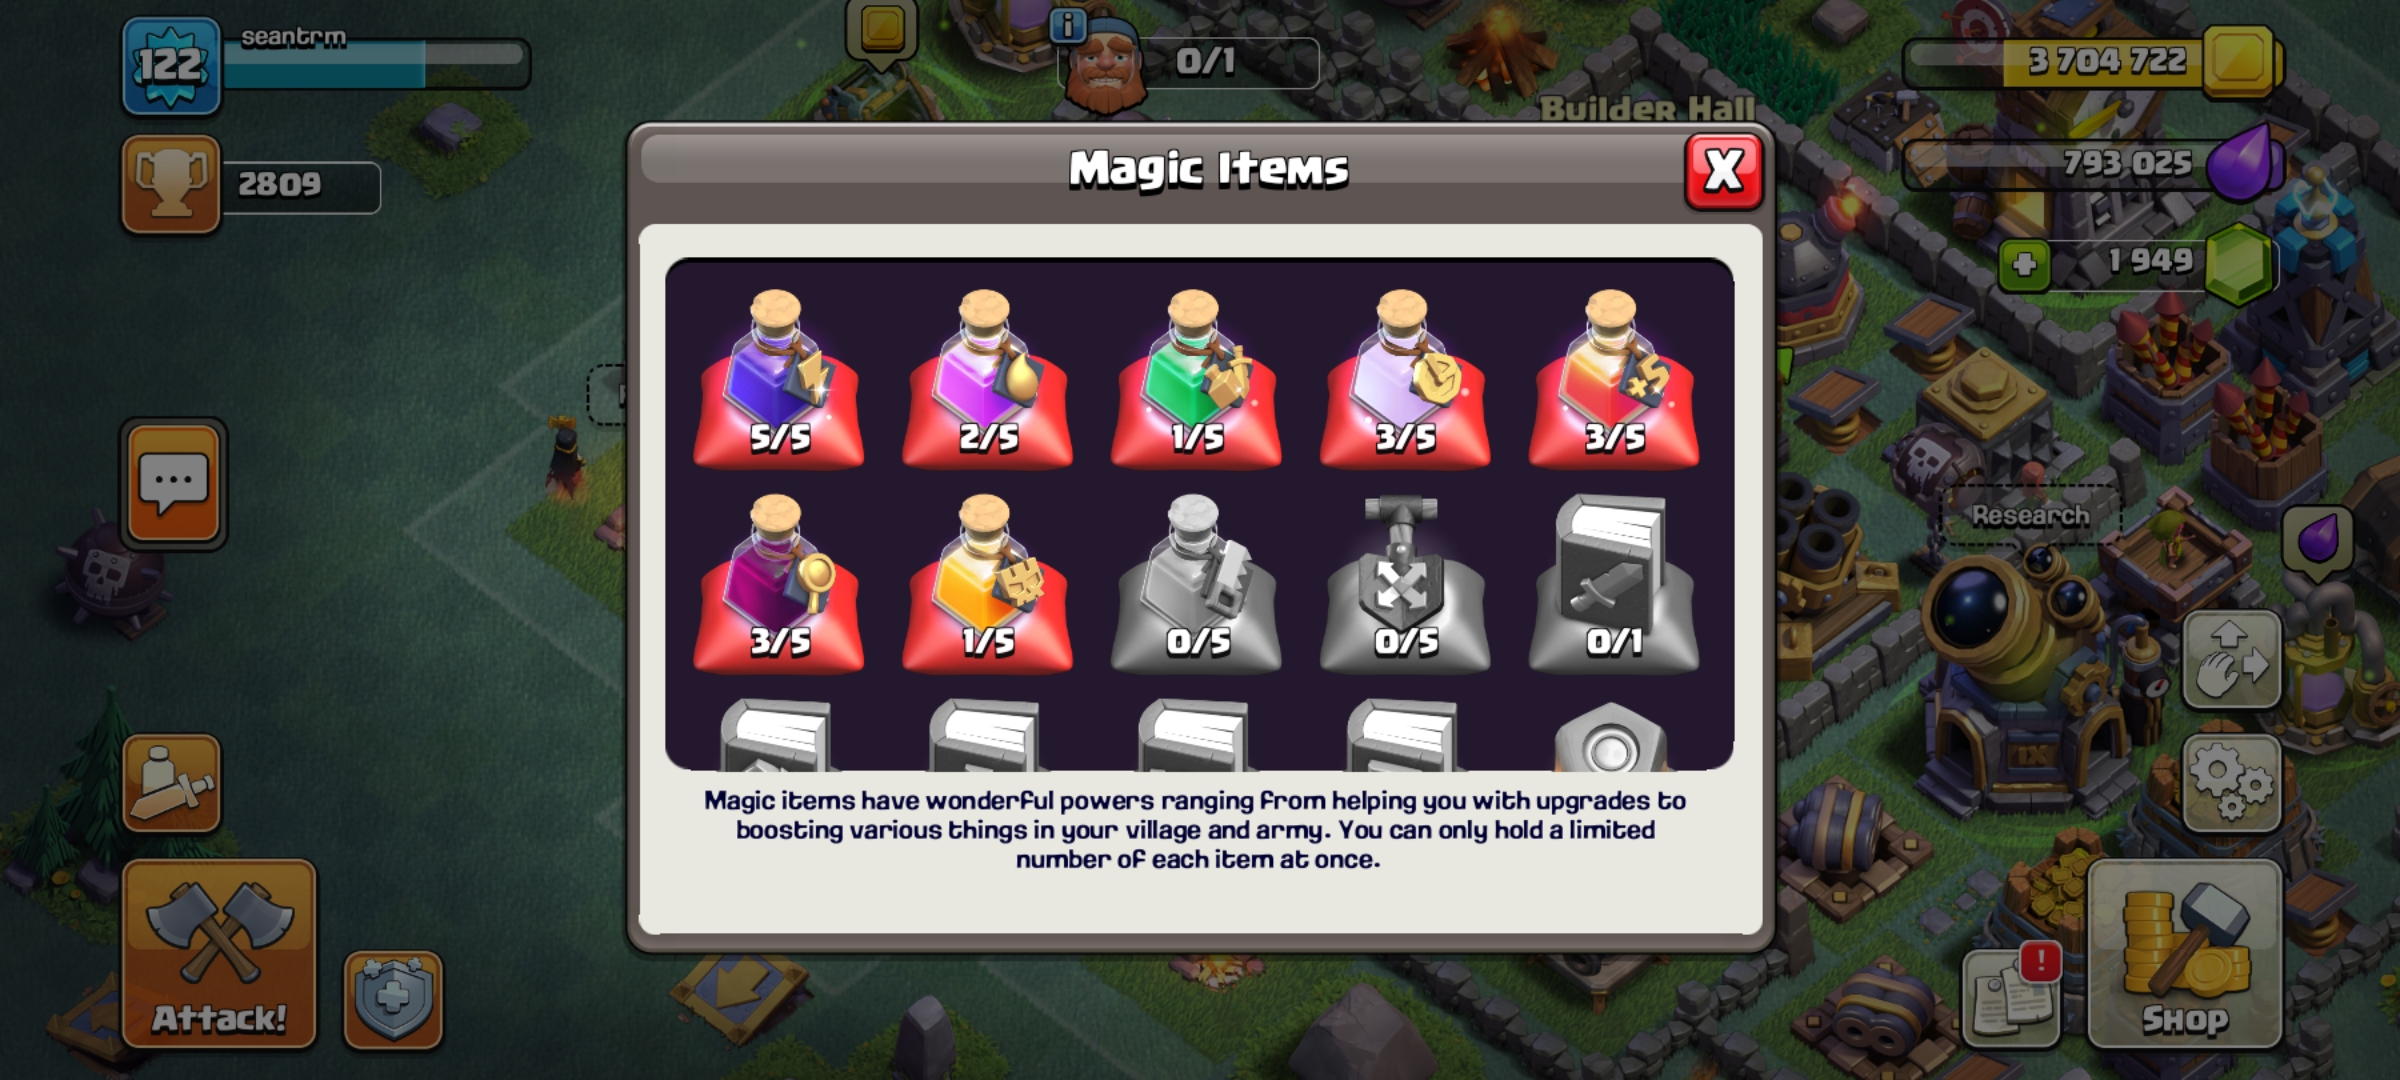 122
seantrm
2809
0/1
3 704 722
793 025
1 949
Builder Hall
Magic Items
X
5/5
2/5
1/5
3/5
3/5
x5
3/5
1/5
0/5
0/5
0/1
Magic items have wonderful powers ranging from helping you with upgrades to
boosting various things in your village and army. You can only hold a limited
number of each item at once.
Research
IX
Attack!
!
Shop